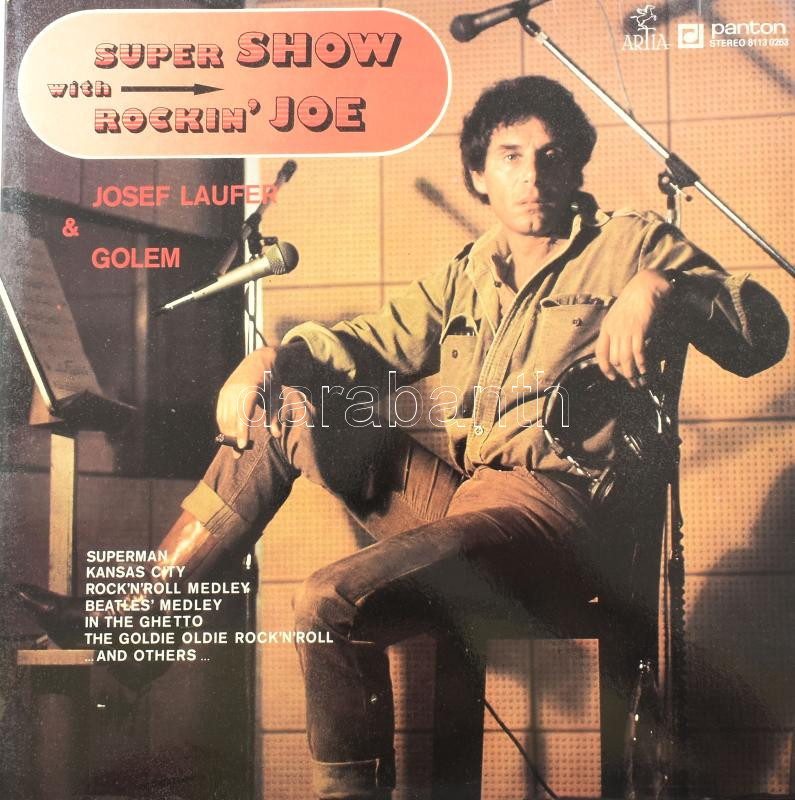 SUPER SHOW
with
ROCKIN' JOE
ARTIA
panton
STEREO 8113 0263
JOSEF LAUFER
&
GOLEM
darabanth
SUPERMAN
KANSAS CITY
ROCK'N'ROLL MEDLEY
BEATLES' MEDLEY
IN THE GHETTO
THE GOLDIE OLDIE ROCK'N'ROLL
...AND OTHERS...